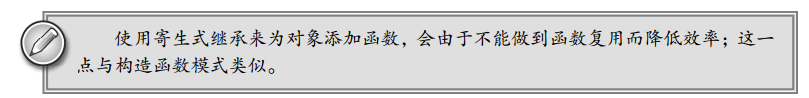 使用寄生式继承来为对象添加函数，会由于不能做到函数复用而降低效率；这一
点与构造函数模式类似。